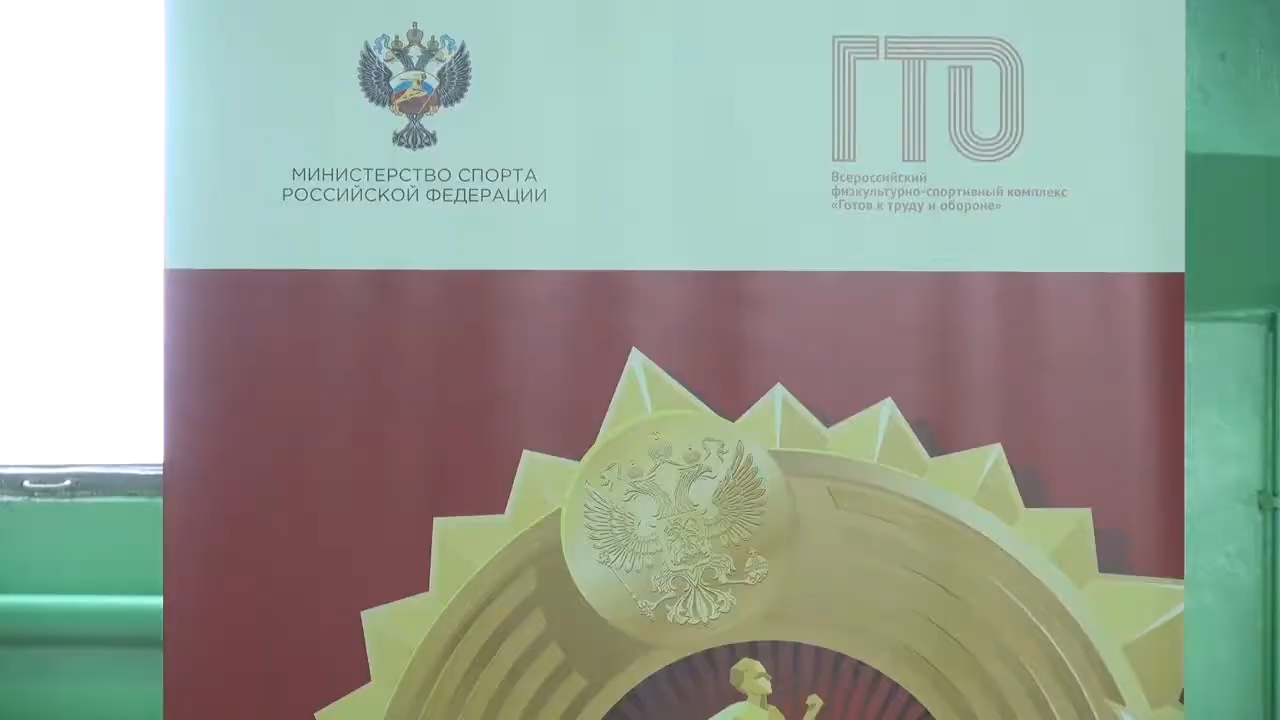 МИНИСТЕРСТВО СПОРТА
РОССИЙСКОЙ ФЕДЕРАЦИИ
ГТО
Всероссийский
физкультурно-спортивный комплекс
«Готов к труду и обороне»